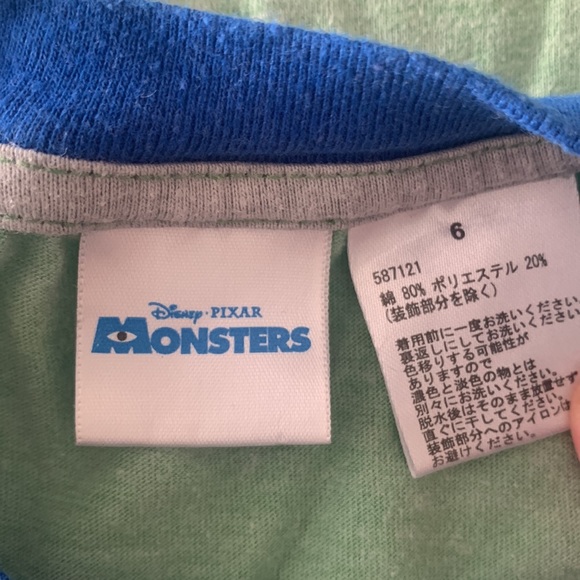 Disney · PIXAR
MONSTERS
6
587121
綿 80% ポリエステル 20%
(装飾部分を除く)
着用前に一度お洗いください
裏返しにしてお洗いください
色移りする可能性が
ありますので
濃色と淡色の物とは
別々にお洗いください。
脱水後はそのまま放置せず
直ぐに干してください。
装飾部分へのアイロンは
お避けください。